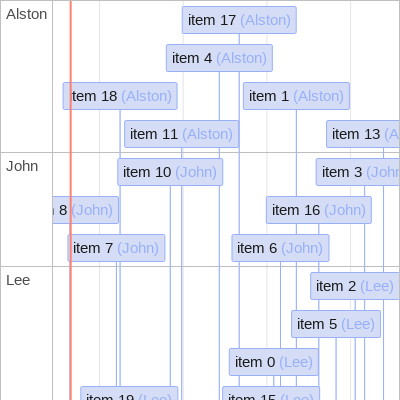 Alston
item 17 (Alston)
item 4 (Alston)
item 18 (Alston)
item 1 (Alston)
item 11 (Alston)
item 13 (A
John
item 10 (John)
item 3 (John
8 (John)
item 16 (John)
item 7 (John)
item 6 (John)
Lee
item 2 (Lee)
item 5 (Lee)
item 0 (Lee)
item 19 (Lee)
item 15 (Lee)